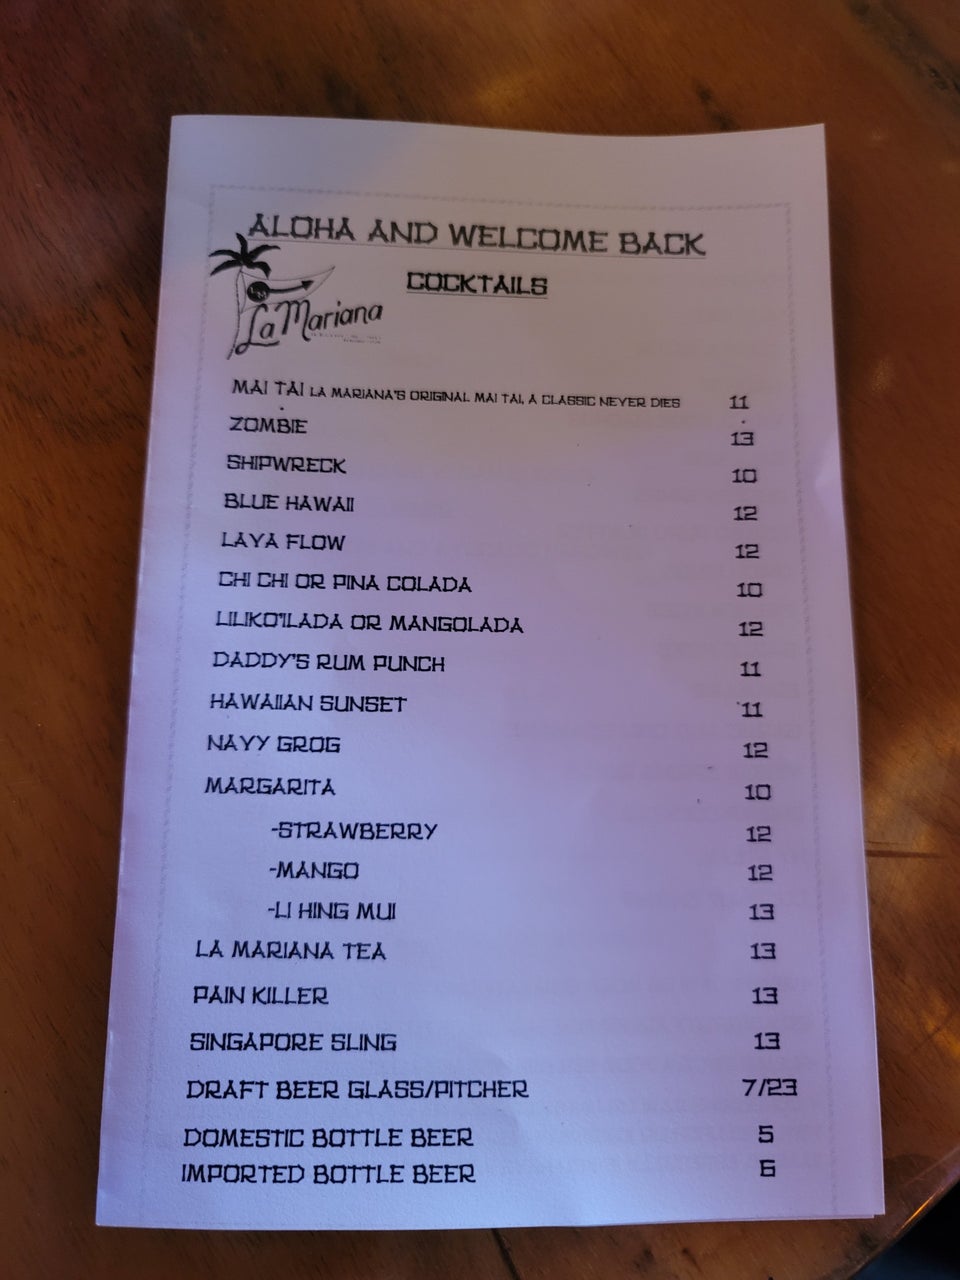 ALOHA AND WELCOME BACK
COCKTAILS
La Mariana
MAI TAI LA MARIANA'S ORIGINAL MAI TAI, A CLASSIC NEVER DIES 11
ZOMBIE 13
SHIPWRECK 10
BLUE HAWAII 12
LAVA FLOW 12
CHI CHI OR PINA COLADA 10
LILIKO'ILADA OR MANGOLADA 12
DADDY'S RUM PUNCH 11
HAWAIIAN SUNSET 11
NAVY GROG 12
MARGARITA 10
-STRAWBERRY 12
-MANGO 12
-LI HING MUI 13
LA MARIANA TEA 13
PAIN KILLER 13
SINGAPORE SLING 13
DRAFT BEER GLASS/PITCHER 7/23
DOMESTIC BOTTLE BEER 5
IMPORTED BOTTLE BEER 6